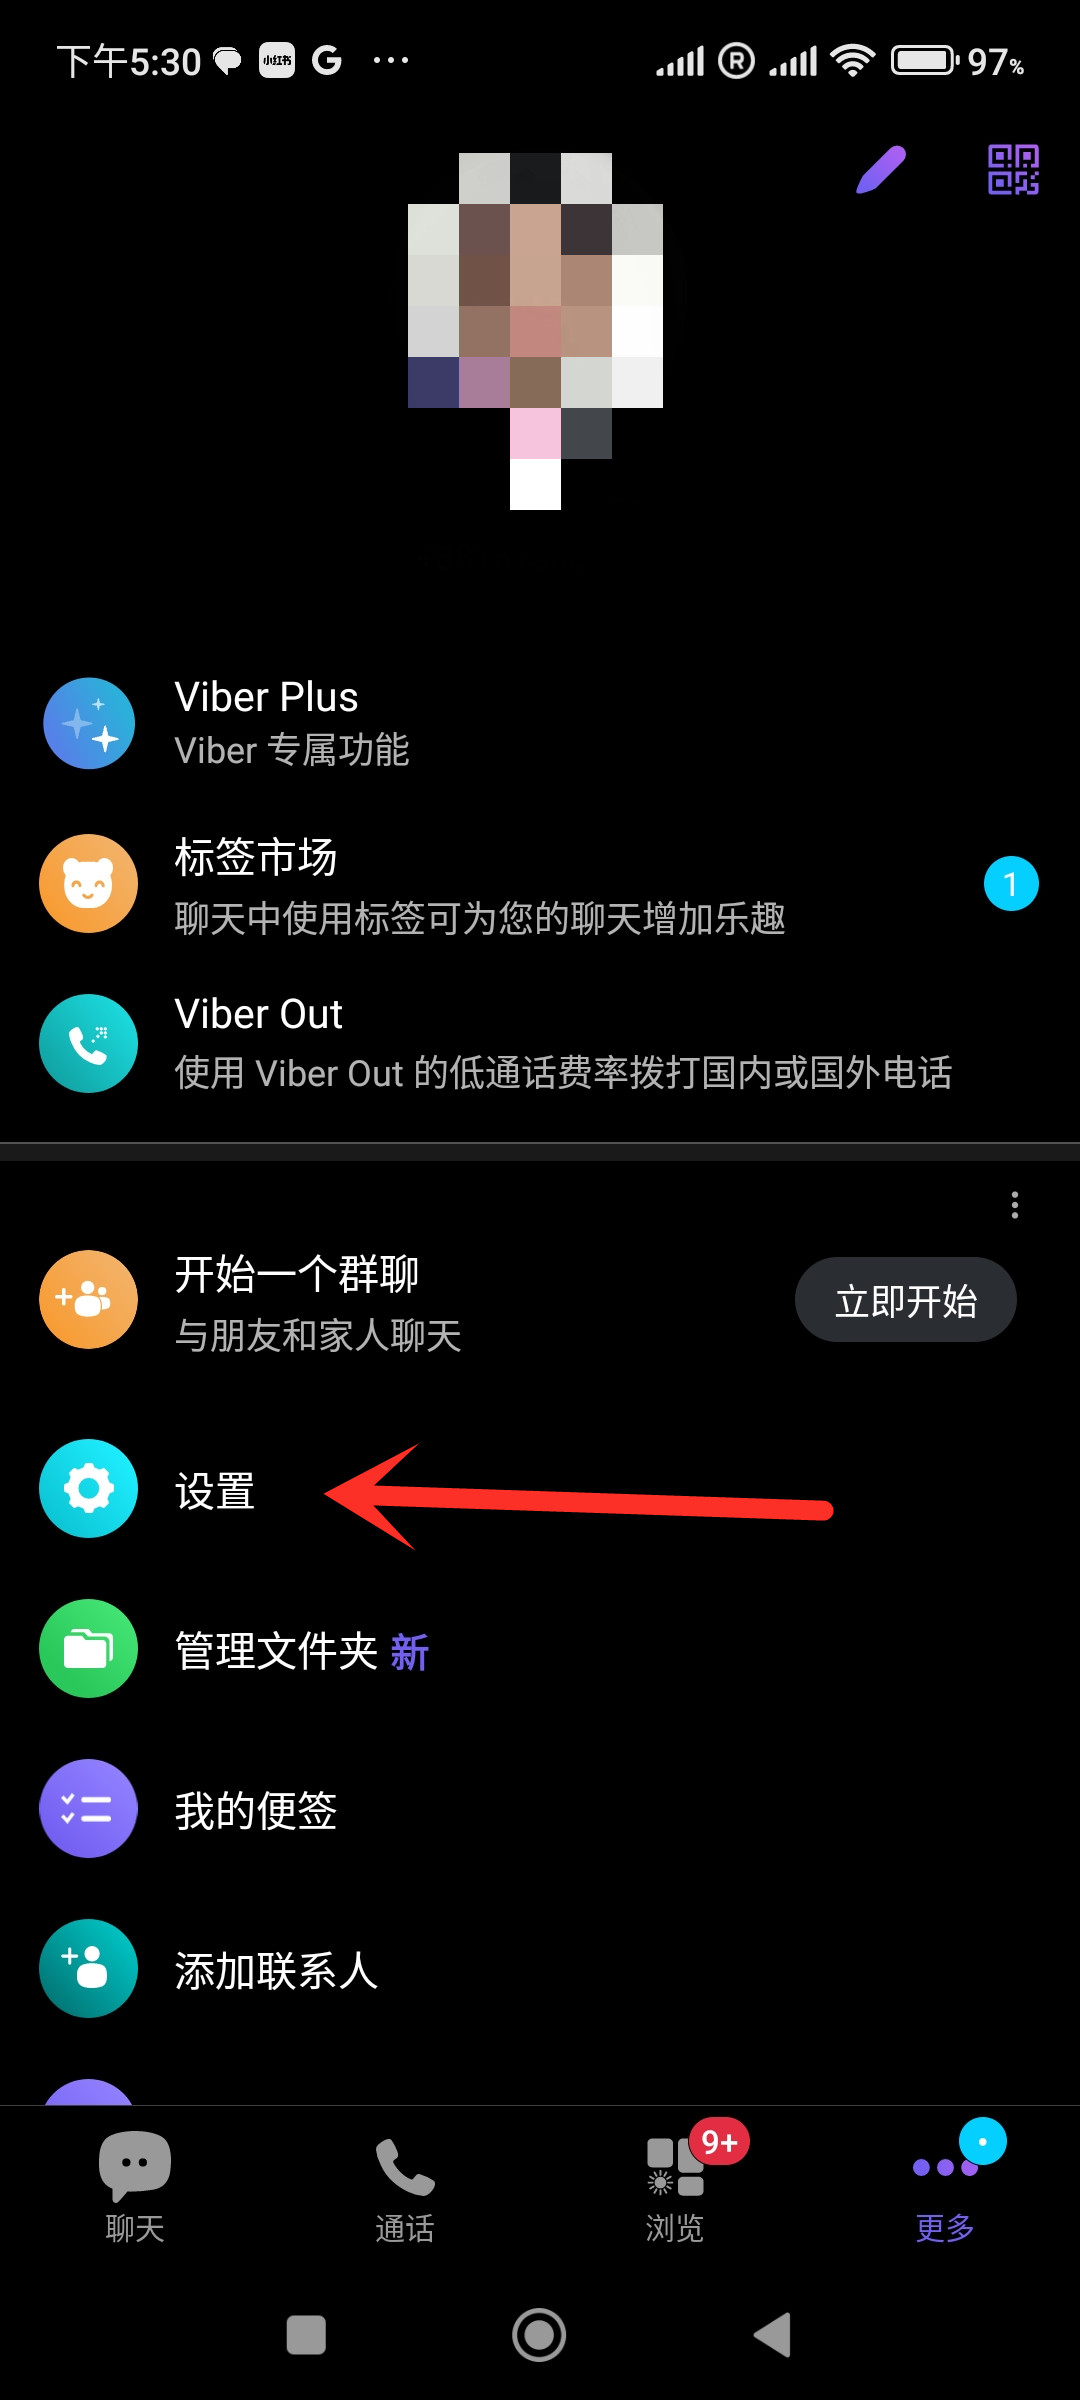 下午5:30 小红书 G ... R 97%
Viber Plus
Viber 专属功能
标签市场
1
聊天中使用标签可为您的聊天增加乐趣
Viber Out
使用 Viber Out 的低通话费率拨打国内或国外电话
开始一个群聊
立即开始
与朋友和家人聊天
设置
管理文件夹 新
我的便签
添加联系人
9+
聊天 通话 浏览 更多